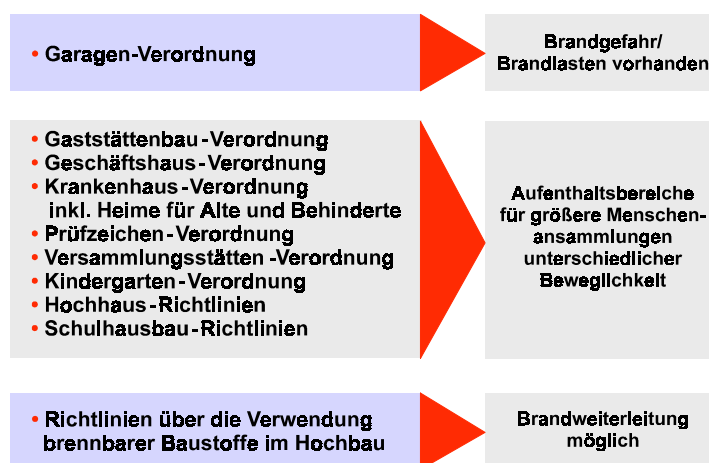 • Garagen-Verordnung
Brandgefahr/
Brandlasten vorhanden
• Gaststättenbau-Verordnung
• Geschäftshaus-Verordnung
• Krankenhaus-Verordnung
inkl. Heime für Alte und Behinderte
• Prüfzeichen-Verordnung
• Versammlungsstätten-Verordnung
• Kindergarten-Verordnung
• Hochhaus-Richtlinien
• Schulhausbau-Richtlinien
Aufenthaltsbereiche
für größere Menschen-
ansammlungen
unterschiedlicher
Beweglichkeit
• Richtlinien über die Verwendung
brennbarer Baustoffe im Hochbau
Brandweiterleitung
möglich